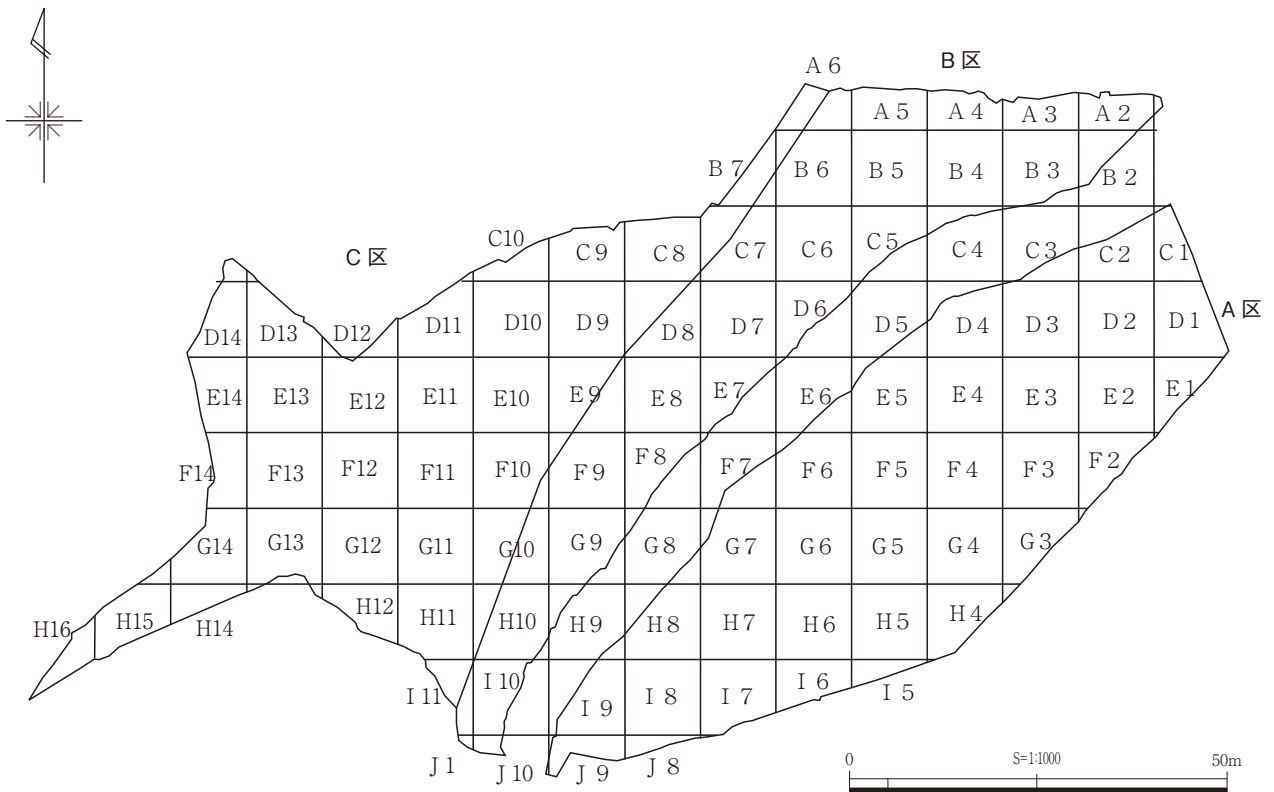 A 6
B 区
A 5 A 4 A 3 A 2
B 7 B 6 B 5 B 4 B 3 B 2
C 区
C10 C 9 C 8 C 7 C 6 C 5 C 4 C 3 C 2 C 1
A 区
D14 D13 D12 D11 D10 D 9 D 8 D 7 D 6 D 5 D 4 D 3 D 2 D 1
E14 E13 E12 E11 E10 E 9 E 8 E 7 E 6 E 5 E 4 E 3 E 2 E 1
F14 F13 F12 F11 F10 F 9 F 8 F 7 F 6 F 5 F 4 F 3 F 2
G14 G13 G12 G11 G10 G 9 G 8 G 7 G 6 G 5 G 4 G 3
H16 H15 H14 H12 H11 H10 H 9 H 8 H 7 H 6 H 5 H 4
I 11 I 10 I 9 I 8 I 7 I 6 I 5
J 1 J 10 J 9 J 8
0 S=1:1000 50m